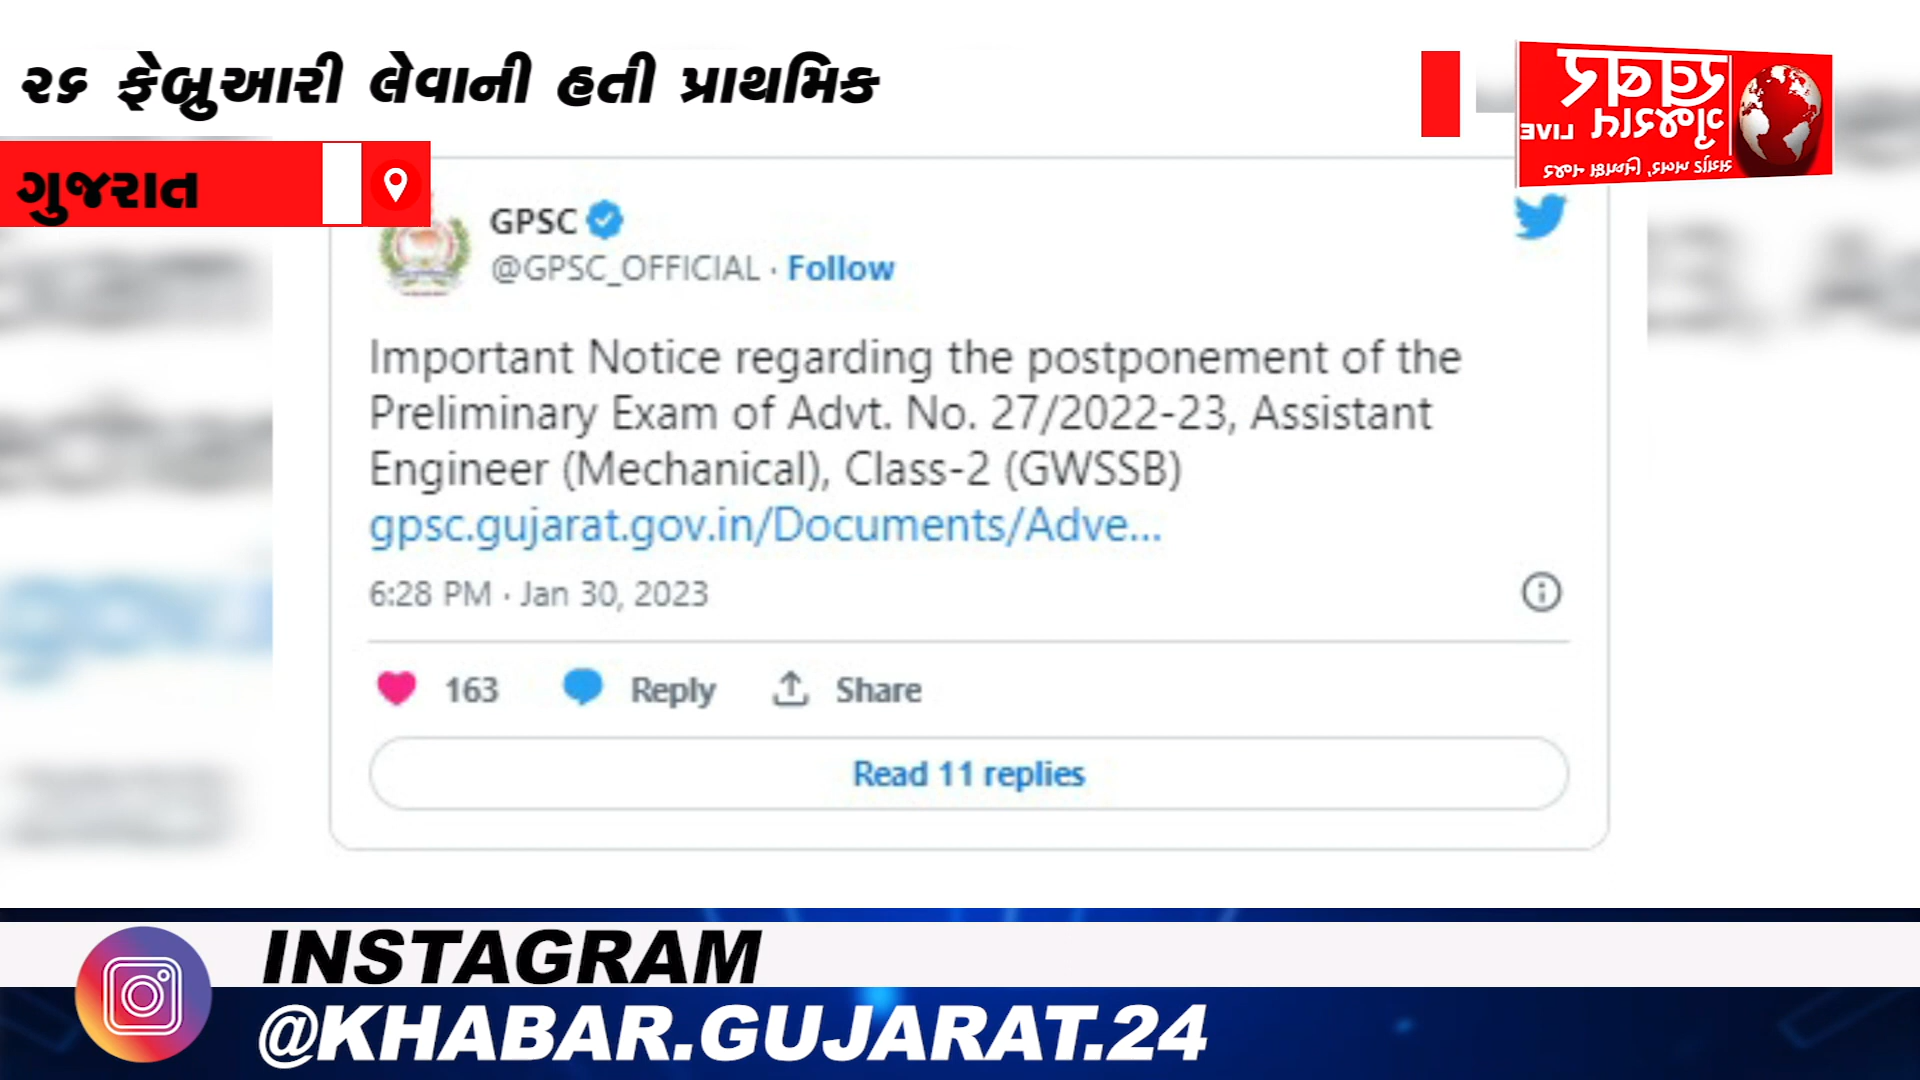 ૨૬ ફેબ્રુઆરી લેવાની હતી પ્રાથમિક
ગુજરાત
LIVE
GPSC
@GPSC_OFFICIAL · Follow
Important Notice regarding the postponement of the
Preliminary Exam of Advt. No. 27/2022-23, Assistant
Engineer (Mechanical), Class-2 (GWSSB)
gpsc.gujarat.gov.in/Documents/Adve...
6:28 PM · Jan 30, 2023
163 Reply Share
Read 11 replies
INSTAGRAM
@KHABAR.GUJARAT.24